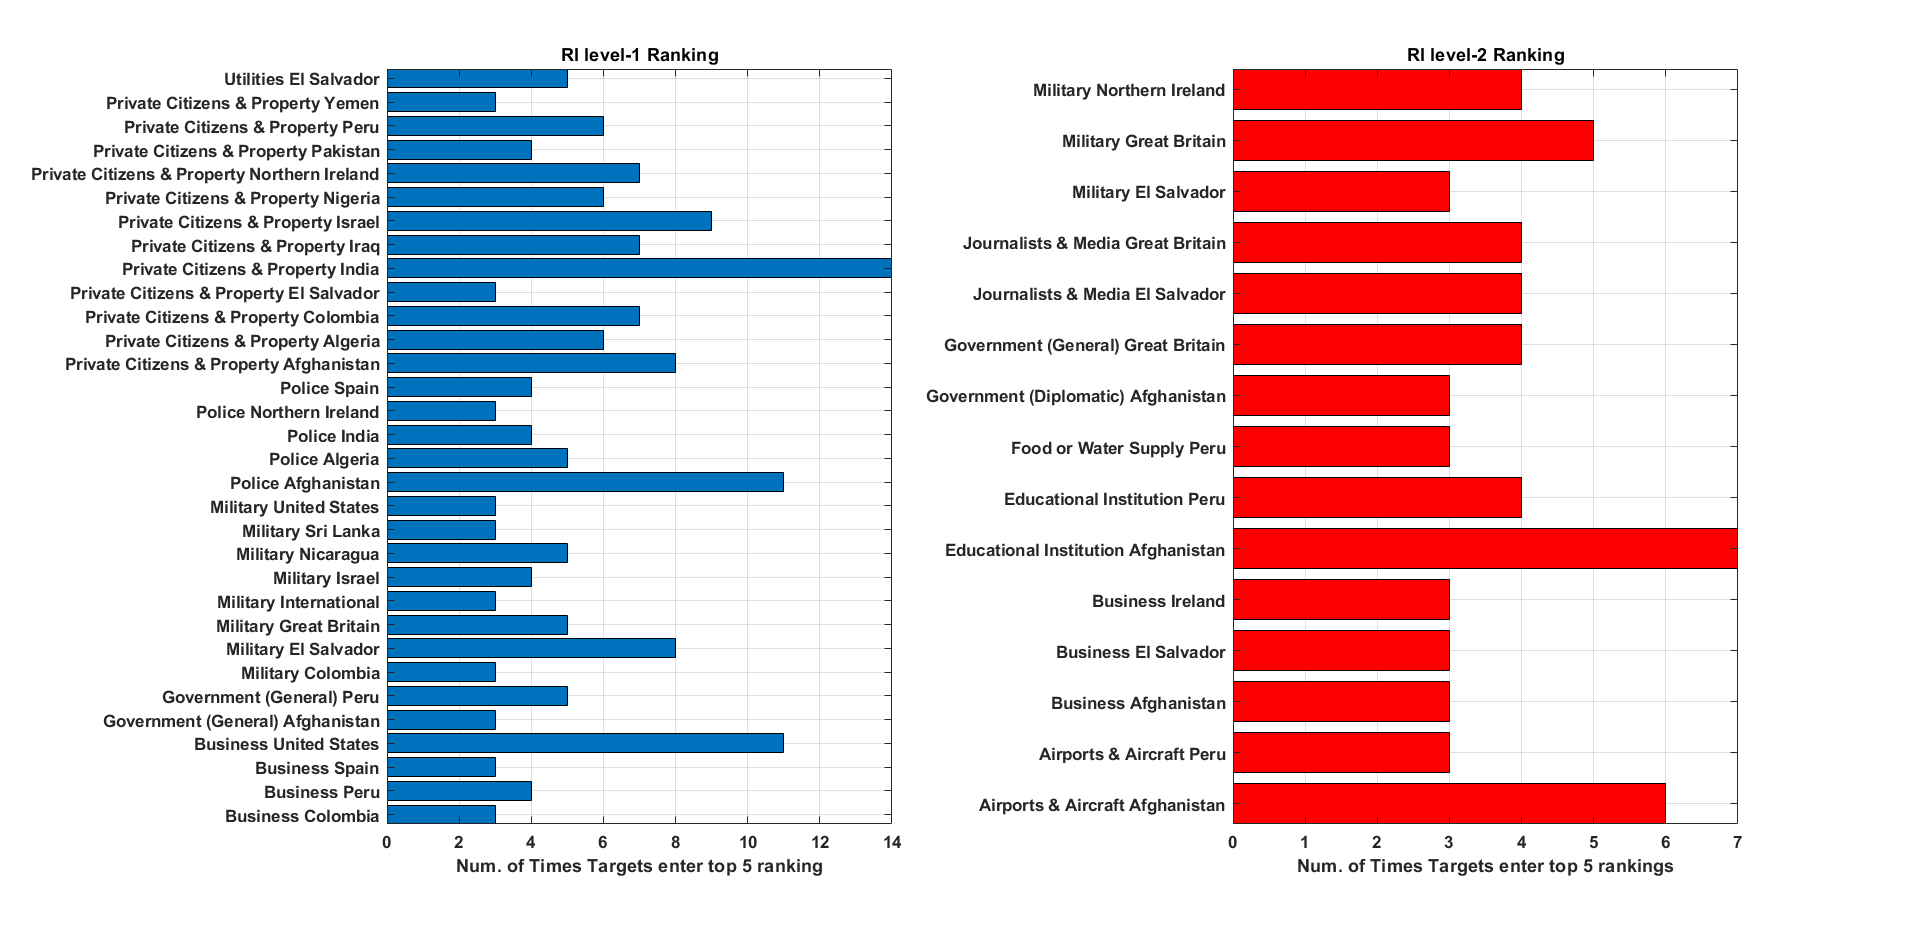 RI level-1 Ranking
Utilities El Salvador
Private Citizens & Property Yemen
Private Citizens & Property Peru
Private Citizens & Property Pakistan
Private Citizens & Property Northern Ireland
Private Citizens & Property Nigeria
Private Citizens & Property Israel
Private Citizens & Property Iraq
Private Citizens & Property India
Private Citizens & Property El Salvador
Private Citizens & Property Colombia
Private Citizens & Property Algeria
Private Citizens & Property Afghanistan
Police Spain
Police Northern Ireland
Police India
Police Algeria
Police Afghanistan
Military United States
Military Sri Lanka
Military Nicaragua
Military Israel
Military International
Military Great Britain
Military El Salvador
Military Colombia
Government (General) Peru
Government (General) Afghanistan
Business United States
Business Spain
Business Peru
Business Colombia
0 2 4 6 8 10 12 14
Num. of Times Targets enter top 5 ranking
RI level-2 Ranking
Military Northern Ireland
Military Great Britain
Military El Salvador
Journalists & Media Great Britain
Journalists & Media El Salvador
Government (General) Great Britain
Government (Diplomatic) Afghanistan
Food or Water Supply Peru
Educational Institution Peru
Educational Institution Afghanistan
Business Ireland
Business El Salvador
Business Afghanistan
Airports & Aircraft Peru
Airports & Aircraft Afghanistan
0 1 2 3 4 5 6 7
Num. of Times Targets enter top 5 rankings